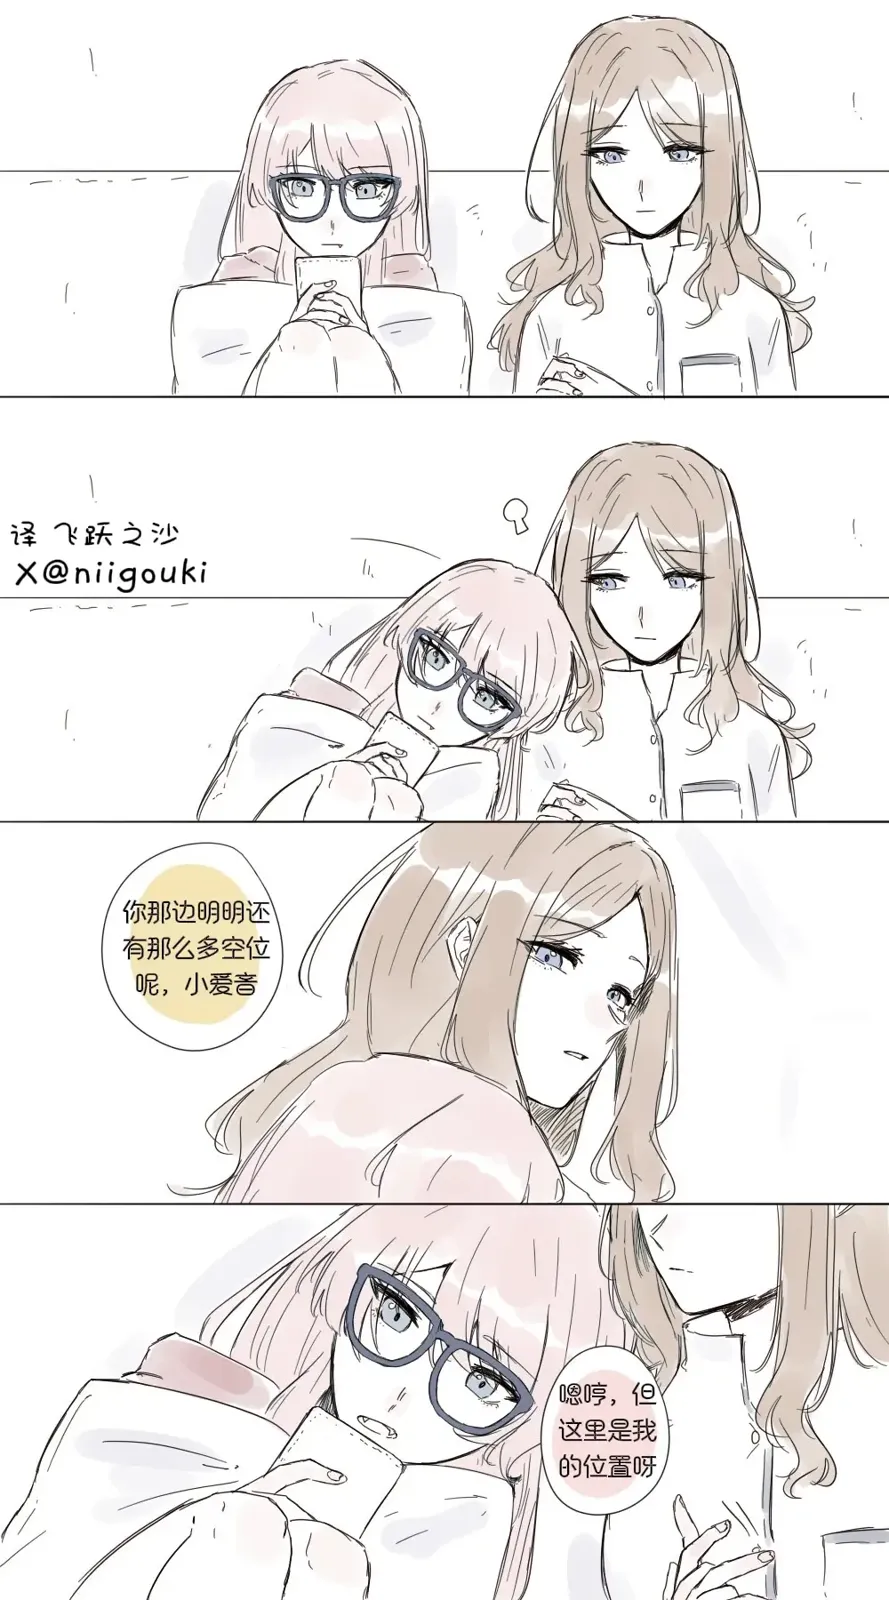 译 飞跃之沙
X@niigouki
你那边明明还
有那么多空位
呢，小爱音
嗯哼，但
这里是我
的位置呀